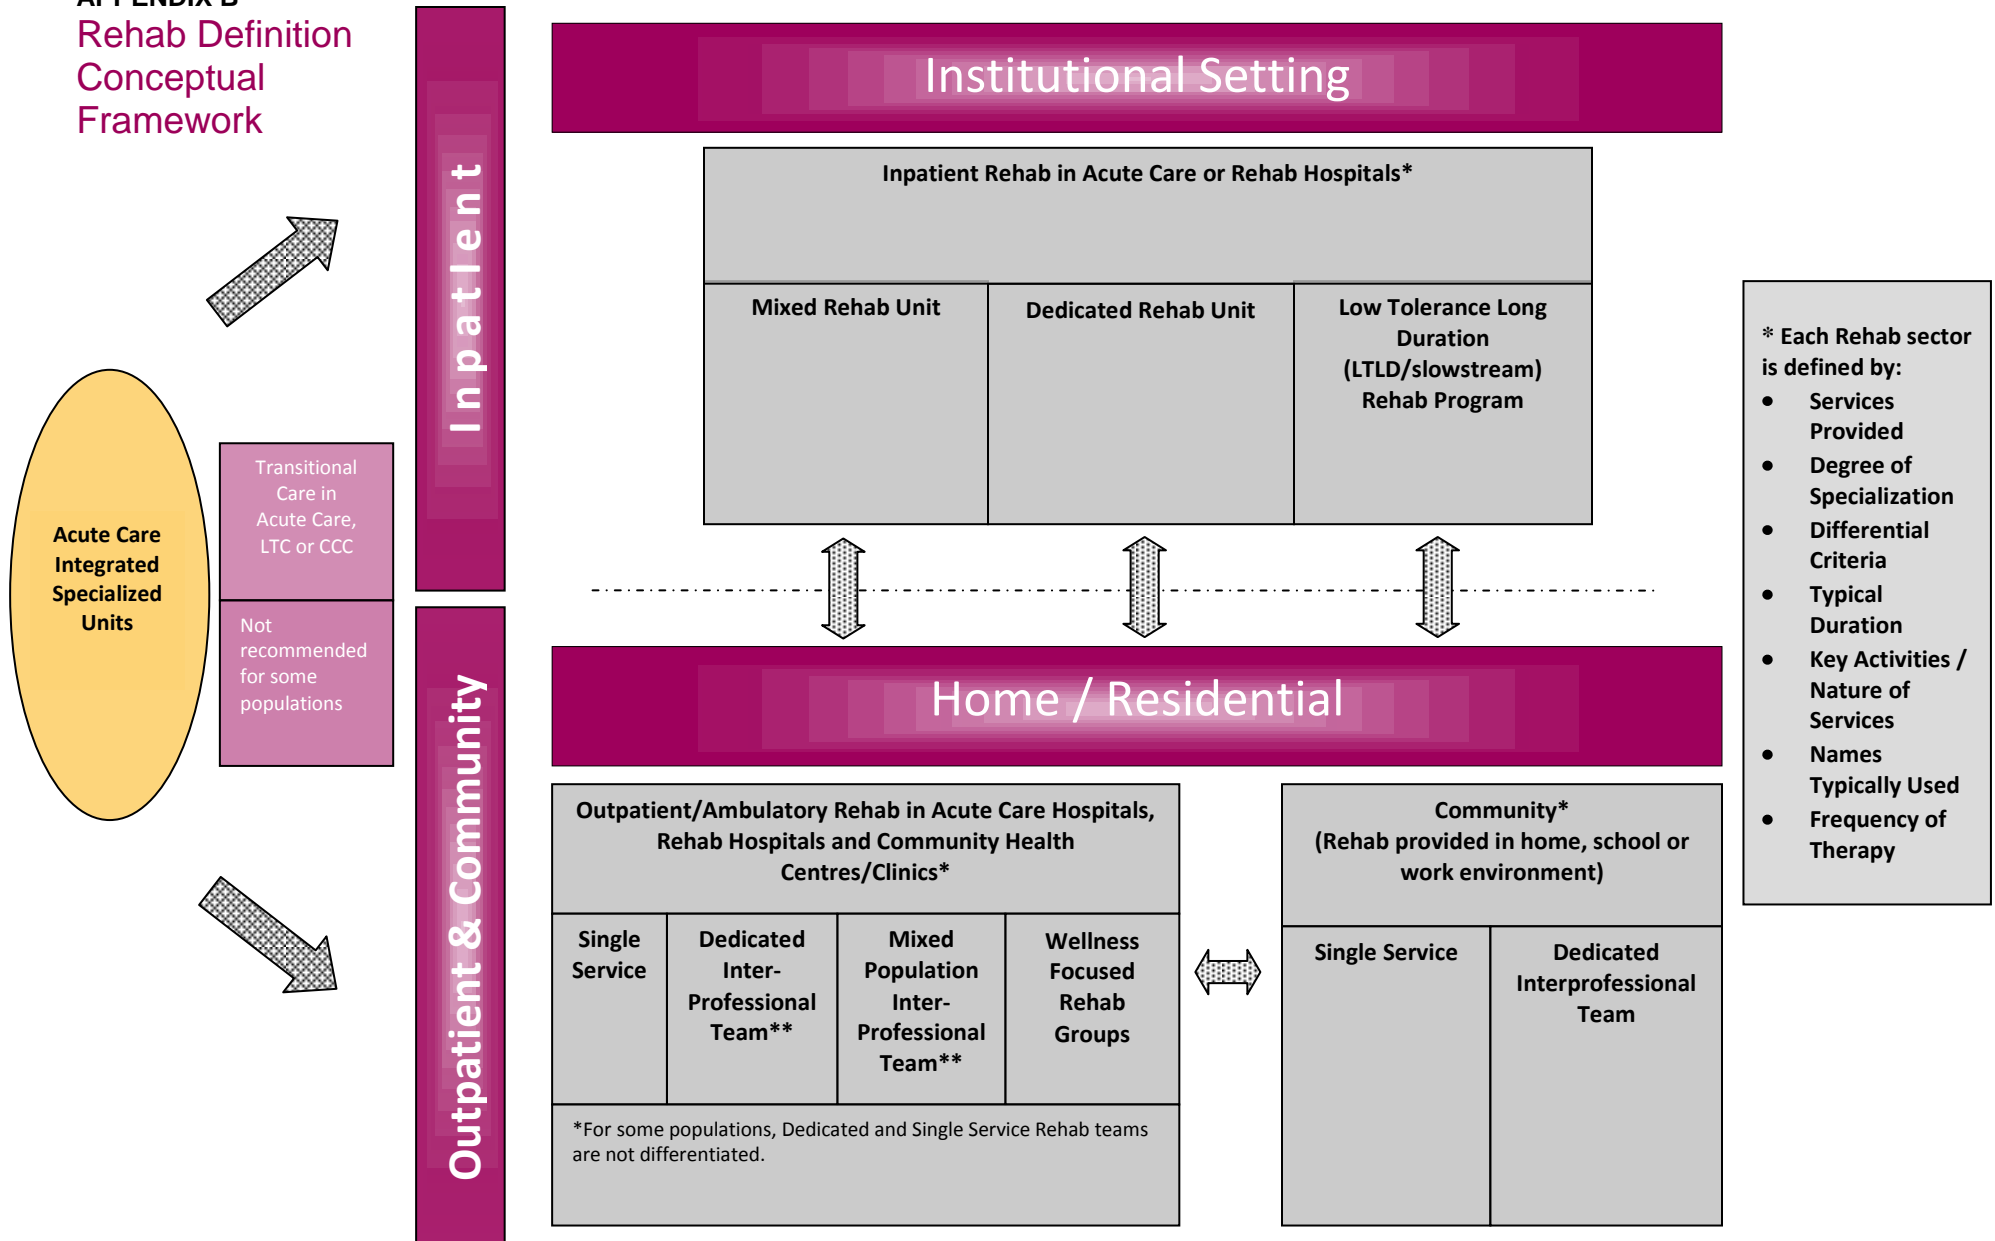 APPENDIX B
Rehab Definition
Conceptual
Framework
Inpatient
Institutional Setting
Inpatient Rehab in Acute Care or Rehab Hospitals*
Mixed Rehab Unit
Dedicated Rehab Unit
Low Tolerance Long
Duration
(LTLD/slowstream)
Rehab Program
Acute Care
Integrated
Specialized
Units
Transitional
Care in
Acute Care,
LTC or CCC
Not
recommended
for some
populations
Outpatient & Community
Home / Residential
Outpatient/Ambulatory Rehab in Acute Care Hospitals,
Rehab Hospitals and Community Health
Centres/Clinics*
Single
Service
Dedicated
Inter-
Professional
Team**
Mixed
Population
Inter-
Professional
Team**
Wellness
Focused
Rehab
Groups
*For some populations, Dedicated and Single Service Rehab teams
are not differentiated.
Community*
(Rehab provided in home, school or
work environment)
Single Service
Dedicated
Interprofessional
Team
* Each Rehab sector
is defined by:
• Services
Provided
• Degree of
Specialization
• Differential
Criteria
• Typical
Duration
• Key Activities /
Nature of
Services
• Names
Typically Used
• Frequency of
Therapy